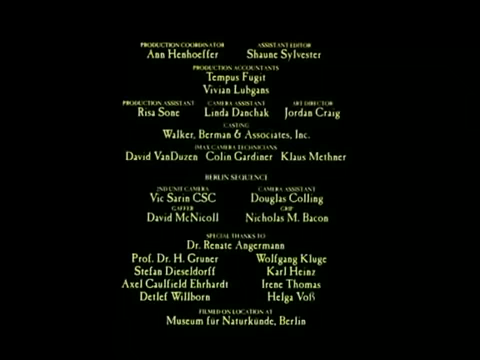 PRODUCTION COORDINATOR ASSISTANT EDITOR
Ann Henhoeffer Shaune Sylvester
PRODUCTION ACCOUNTANTS
Tempus Fugit
Vivian Lubgans
PRODUCTION ASSISTANT CAMERA ASSISTANT ART DIRECTOR
Risa Sone Linda Danchak Jordan Craig
CASTING
Walker, Berman & Associates, Inc.
IMAX CAMERA TECHNICIANS
David VanDuzen Colin Gardiner Klaus Methner
BERLIN SEQUENCE
2ND UNIT CAMERA CAMERA ASSISTANT
Vic Sarin CSC Douglas Colling
GAFFER GRIP
David McNicoll Nicholas M. Bacon
SPECIAL THANKS TO
Dr. Renate Angermann
Prof. Dr. H. Gruner Wolfgang Kluge
Stefan Dieseldorff Karl Heinz
Axel Caulfield Ehrhardt Irene Thomas
Detlef Willborn Helga Voß
FILMED ON LOCATION AT
Museum für Naturkünde, Berlin